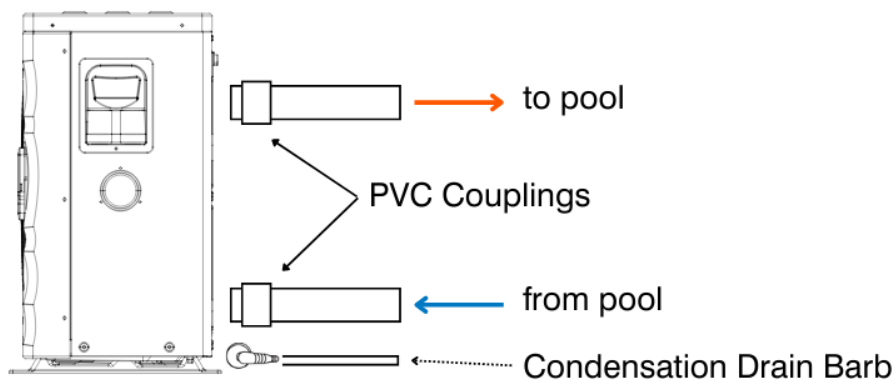 to pool
PVC Couplings
from pool
Condensation Drain Barb